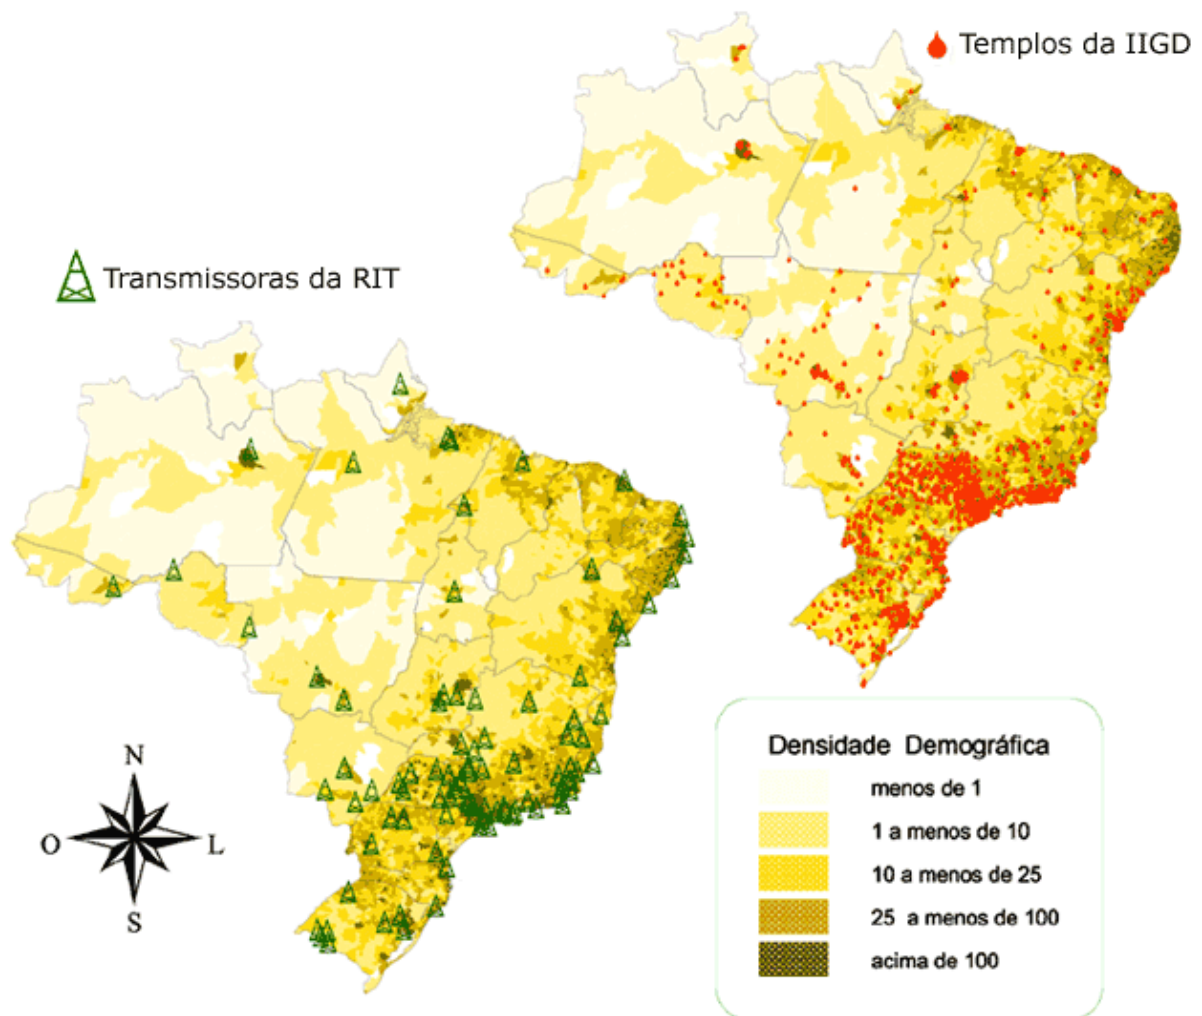 Templos da IIGD
Transmissoras da RIT
N
O
L
S
Densidade Demográfica
menos de 1
1 a menos de 10
10 a menos de 25
25 a menos de 100
acima de 100